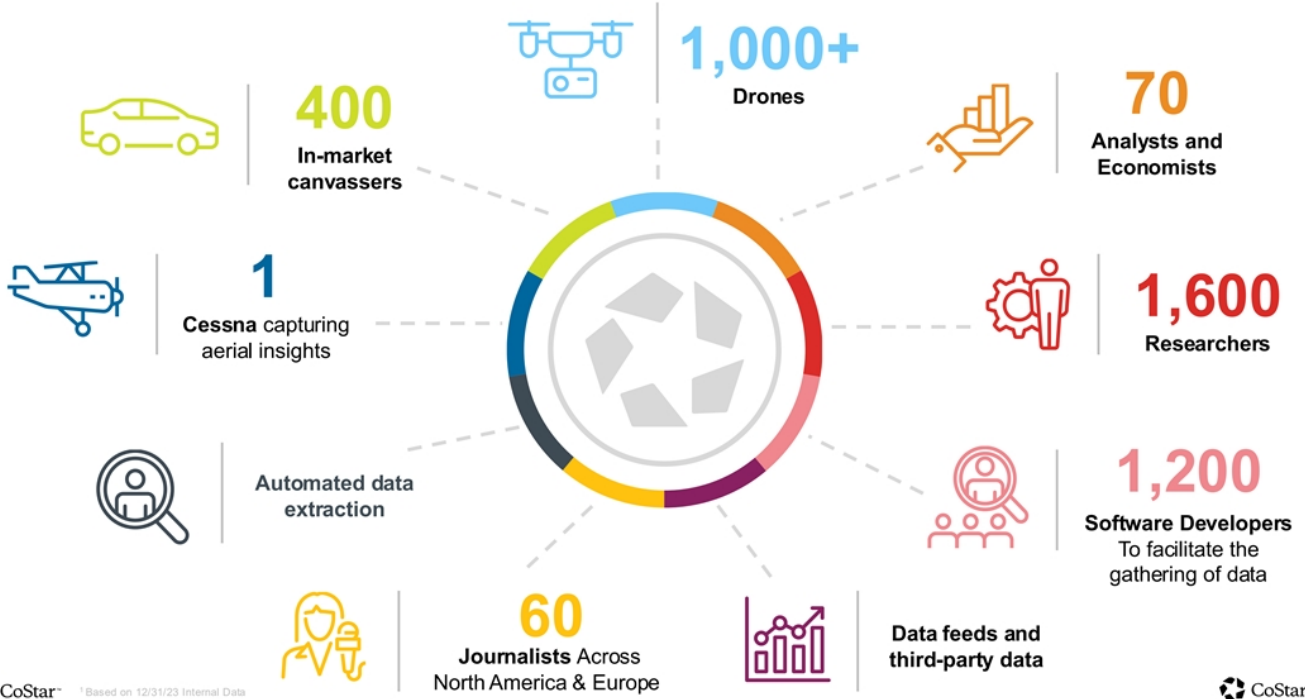 1,000+
Drones
400
In-market
canvassers
70
Analysts and
Economists
1
Cessna capturing
aerial insights
1,600
Researchers
Automated data
extraction
1,200
Software Developers
To facilitate the
gathering of data
60
Journalists Across
North America & Europe
Data feeds and
third-party data
CoStar™
¹ Based on 12/31/23 Internal Data
CoStar